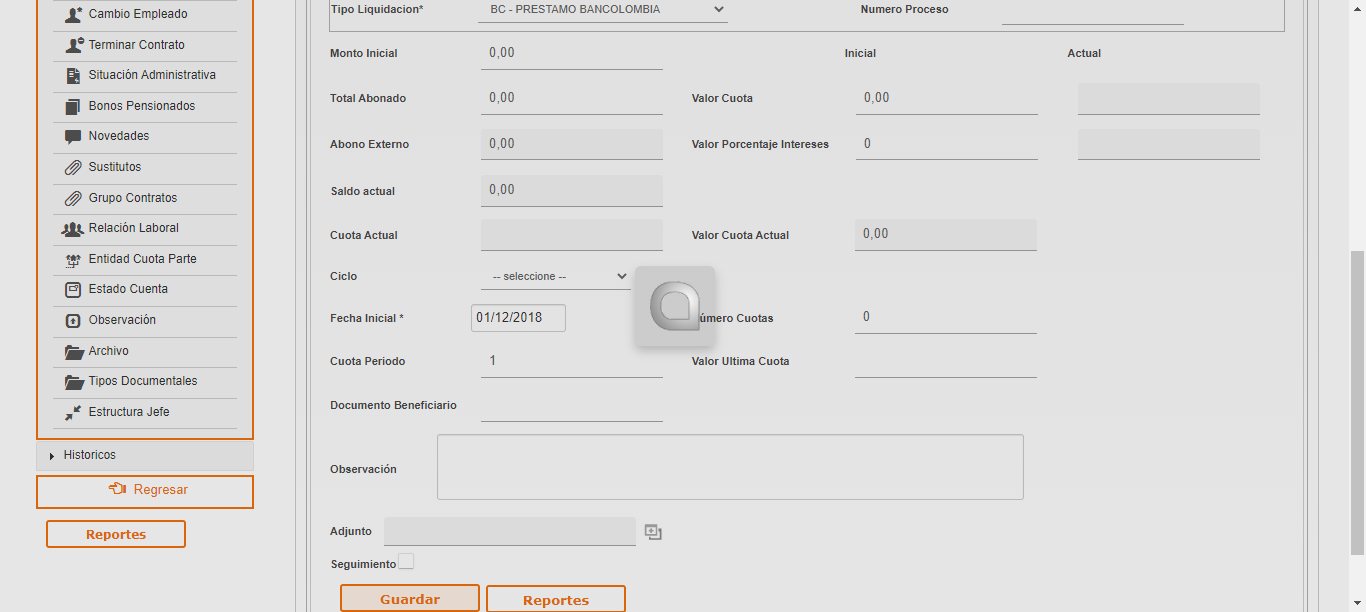 Cambio Empleado
Terminar Contrato
Situación Administrativa
Bonos Pensionados
Novedades
Sustitutos
Grupo Contratos
Relación Laboral
Entidad Cuota Parte
Estado Cuenta
Observación
Archivo
Tipos Documentales
Estructura Jefe
Historicos
Regresar
Reportes
Tipo Liquidacion* BC - PRESTAMO BANCOLOMBIA Numero Proceso
Monto Inicial 0,00 Inicial Actual
Total Abonado 0,00 Valor Cuota 0,00
Abono Externo 0,00 Valor Porcentaje Intereses 0
Saldo actual 0,00
Cuota Actual Valor Cuota Actual 0,00
Ciclo -- seleccione --
Fecha Inicial * 01/12/2018 úmero Cuotas 0
Cuota Periodo 1 Valor Ultima Cuota
Documento Beneficiario
Observación
Adjunto
Seguimiento
Guardar Reportes